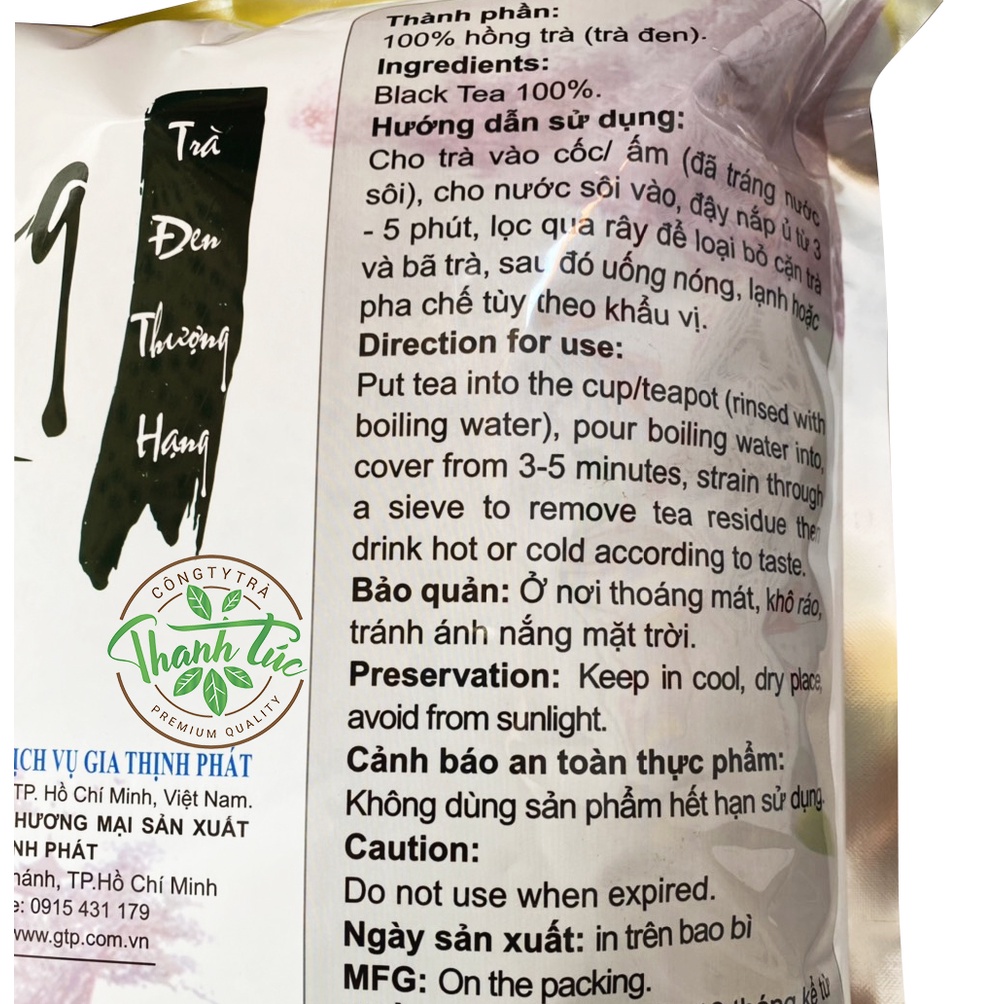 Trà
Đen
Thượng
Hạng
CÔNG TY TRÀ
Thanh Túc
PREMIUM QUALITY
DỊCH VỤ GIA THỊNH PHÁT
TP. Hồ Chí Minh, Việt Nam.
THƯƠNG MẠI SẢN XUẤT
NH PHÁT
hánh, TP.Hồ Chí Minh
e: 0915 431 179
www.gtp.com.vn
Thành phần:
100% hồng trà (trà đen).
Ingredients:
Black Tea 100%.
Hướng dẫn sử dụng:
Cho trà vào cốc/ ấm (đã tráng nước
sôi), cho nước sôi vào, đậy nắp ủ từ 3
- 5 phút, lọc qua rây để loại bỏ cặn trà
và bã trà, sau đó uống nóng, lạnh hoặc
pha chế tùy theo khẩu vị.
Direction for use:
Put tea into the cup/teapot (rinsed with
boiling water), pour boiling water into,
cover from 3-5 minutes, strain through
a sieve to remove tea residue then
drink hot or cold according to taste.
Bảo quản: Ở nơi thoáng mát, khô ráo,
tránh ánh nắng mặt trời.
Preservation: Keep in cool, dry place,
avoid from sunlight.
Cảnh báo an toàn thực phẩm:
Không dùng sản phẩm hết hạn sử dụng.
Caution:
Do not use when expired.
Ngày sản xuất: in trên bao bì
MFG: On the packing.
tháng kể từ